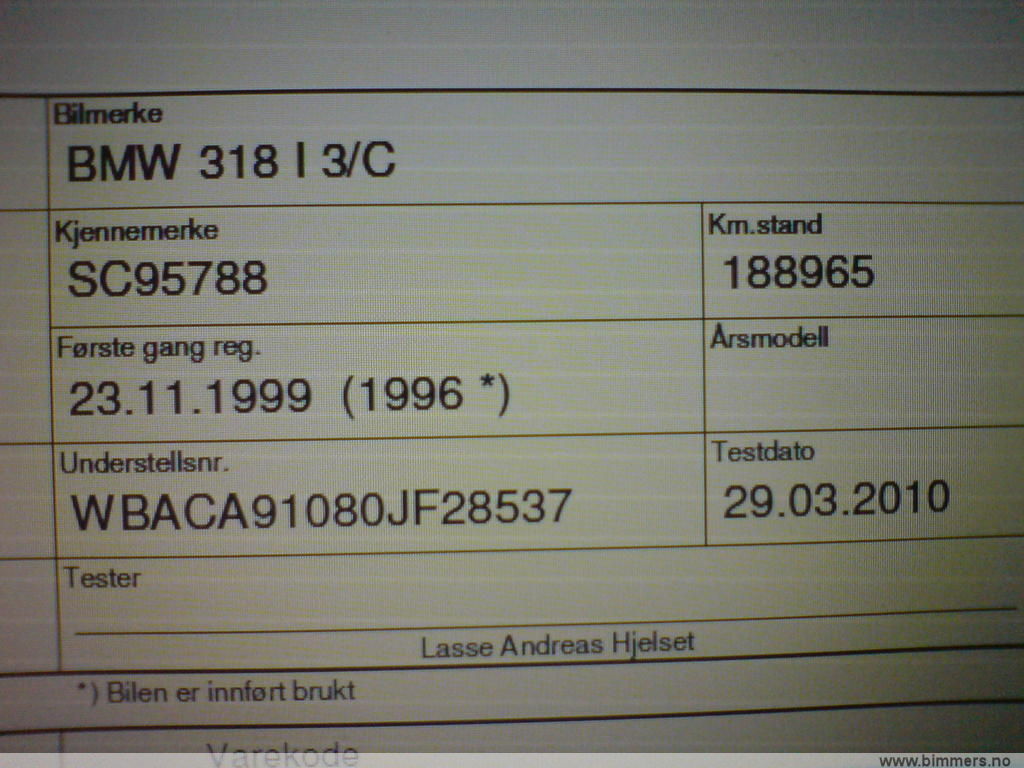 Bilmerke
BMW 318 I 3/C
Kjennemerke
SC95788
Km.stand
188965
Første gang reg.
23.11.1999 (1996 *)
Årsmodell
Understellsnr.
WBACA91080JF28537
Testdato
29.03.2010
Tester
Lasse Andreas Hjelset
*) Bilen er innført brukt
Varekode
www.bimmers.no